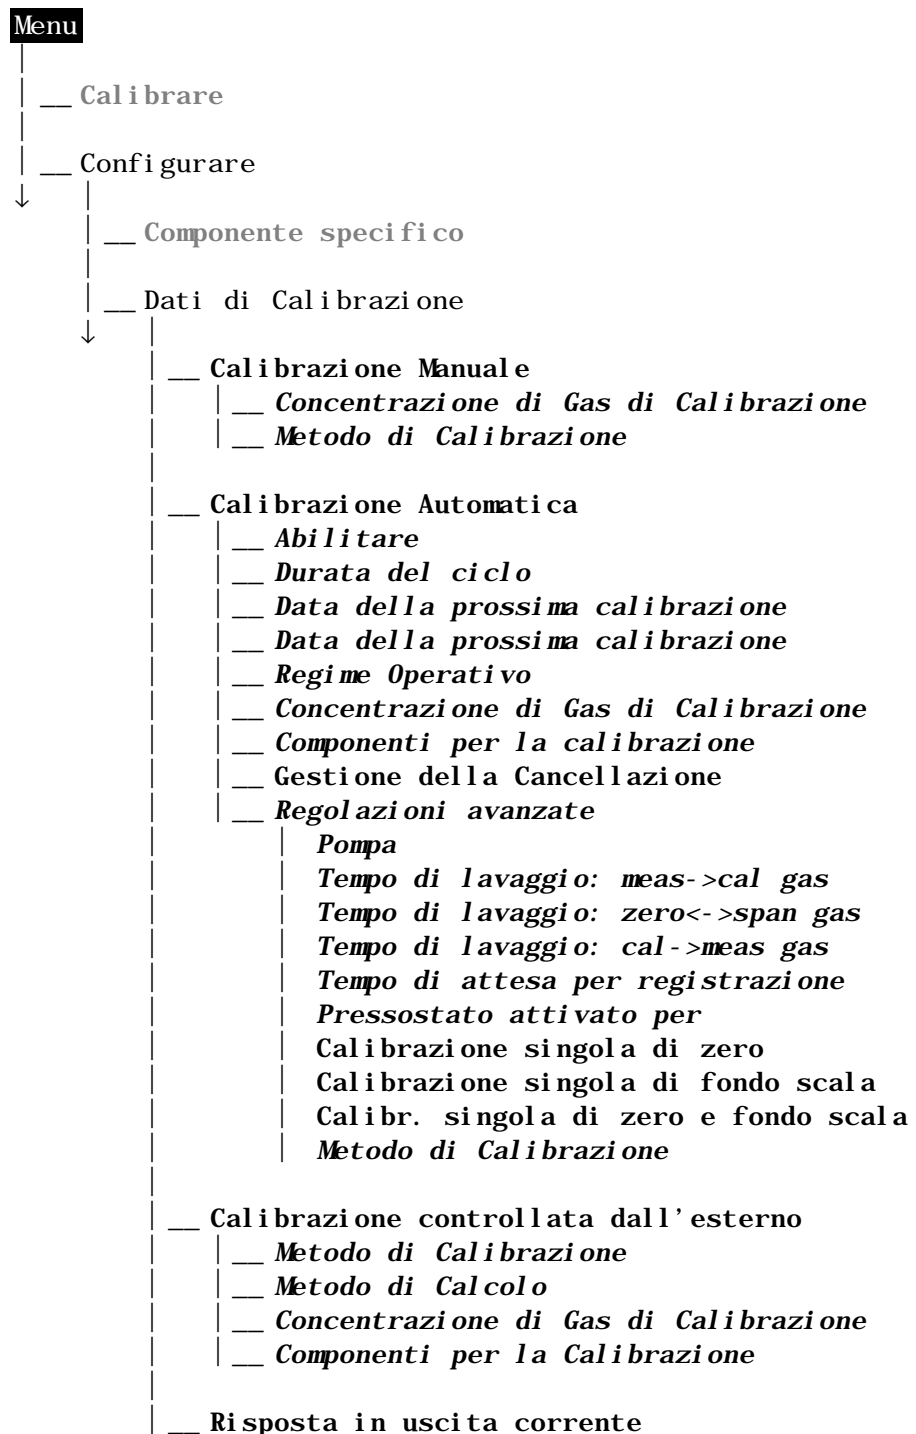 Menu
Calibrare
Configurare
Componente specifico
Dati di Calibrazione
Calibrazione Manuale
Concentrazione di Gas di Calibrazione
Metodo di Calibrazione
Calibrazione Automatica
Abilitare
Durata del ciclo
Data della prossima calibrazione
Data della prossima calibrazione
Regime Operativo
Concentrazione di Gas di Calibrazione
Componenti per la calibrazione
Gestione della Cancellazione
Regolazioni avanzate
Pompa
Tempo di lavaggio: meas->cal gas
Tempo di lavaggio: zero<->span gas
Tempo di lavaggio: cal->meas gas
Tempo di attesa per registrazione
Pressostato attivato per
Calibrazione singola di zero
Calibrazione singola di fondo scala
Calibr. singola di zero e fondo scala
Metodo di Calibrazione
Calibrazione controllata dall'esterno
Metodo di Calibrazione
Metodo di Calcolo
Concentrazione di Gas di Calibrazione
Componenti per la Calibrazione
Risposta in uscita corrente